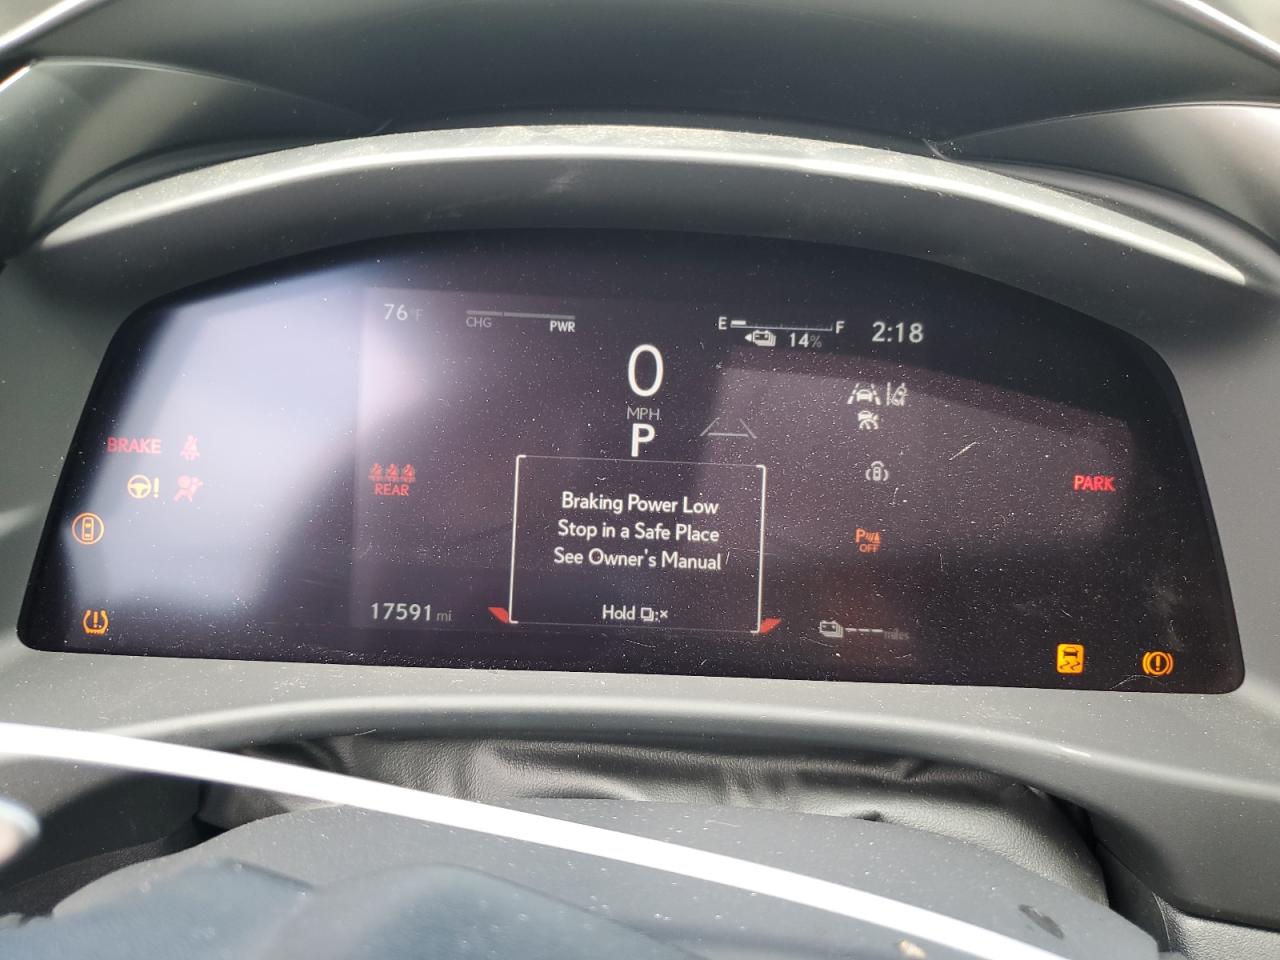 76°F
CHG
PWR
E
F
14%
2:18
0
MPH
P
BRAKE
REAR
PARK
Braking Power Low
Stop in a Safe Place
See Owner's Manual
P
OFF
17591 mi
Hold
--- miles